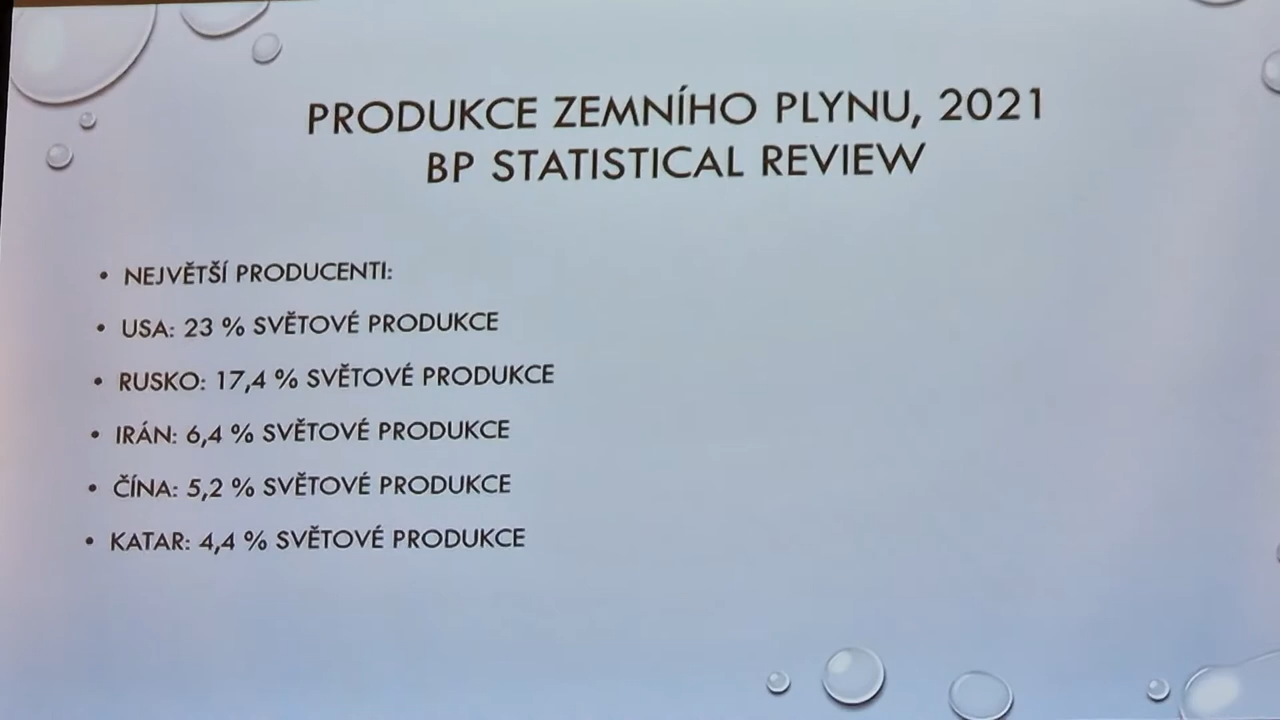 PRODUKCE ZEMNÍHO PLYNU, 2021
BP STATISTICAL REVIEW
• NEJVĚTŠÍ PRODUCENTI:
• USA: 23 % SVĚTOVÉ PRODUKCE
• RUSKO: 17,4 % SVĚTOVÉ PRODUKCE
• IRÁN: 6,4 % SVĚTOVÉ PRODUKCE
• ČÍNA: 5,2 % SVĚTOVÉ PRODUKCE
• KATAR: 4,4 % SVĚTOVÉ PRODUKCE